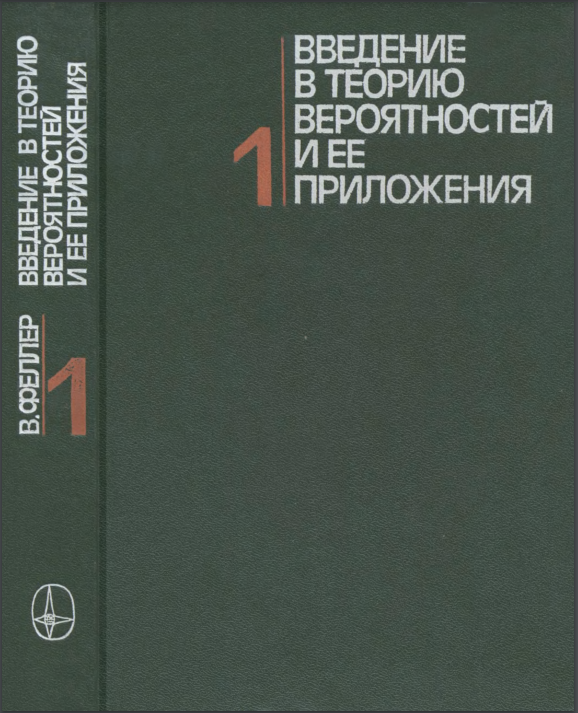 В. ФЕЛЛЕР
ВВЕДЕНИЕ В ТЕОРИЮ
ВЕРОЯТНОСТЕЙ
И ЕЕ ПРИЛОЖЕНИЯ
1
1
ВВЕДЕНИЕ
В ТЕОРИЮ
ВЕРОЯТНОСТЕЙ
И ЕЕ
ПРИЛОЖЕНИЯ